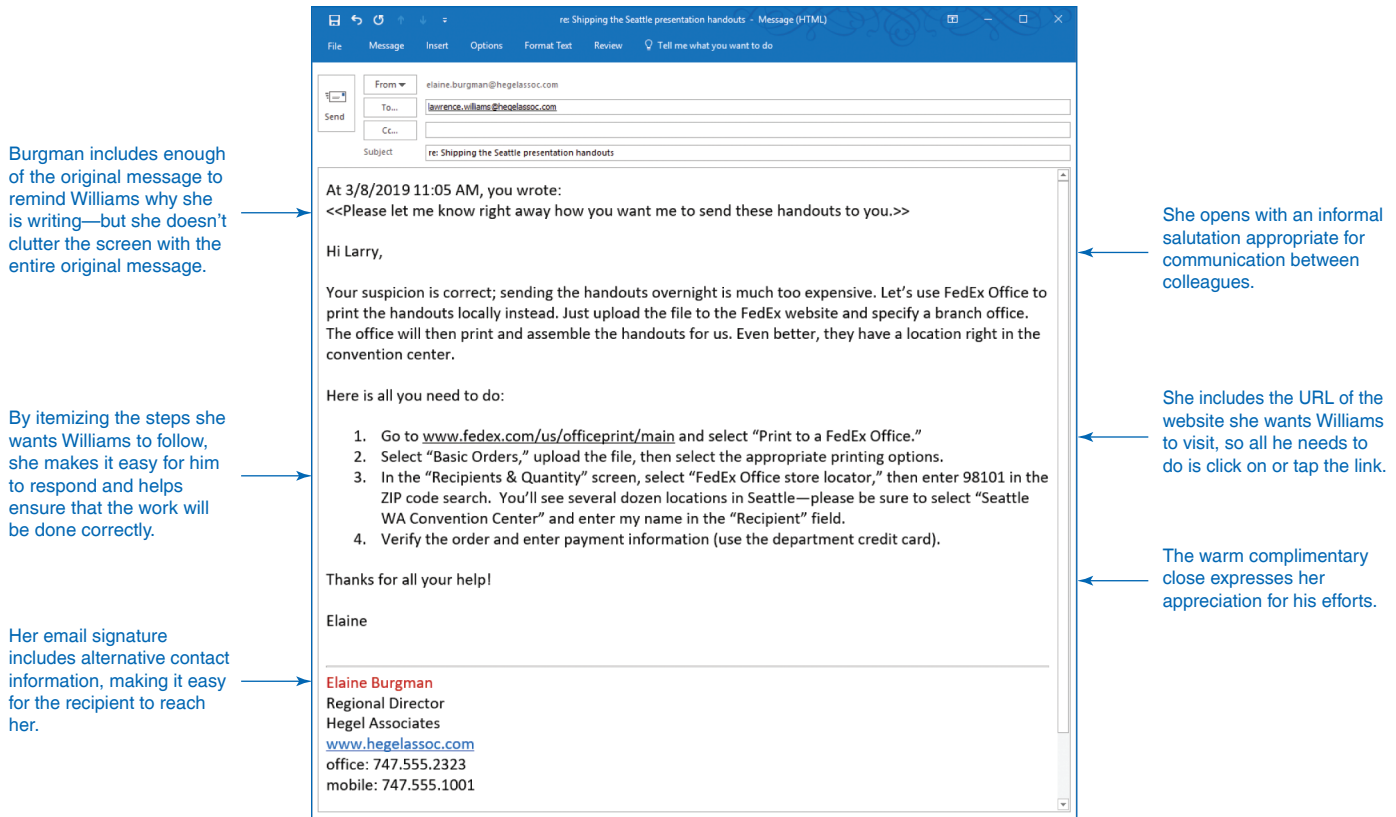 re: Shipping the Seattle presentation handouts - Message (HTML)
File Message Insert Options Format Text Review Tell me what you want to do
From elaine.burgman@hegelassoc.com
Send
To... lawrence.williams@hegelassoc.com
Cc...
Subject re: Shipping the Seattle presentation handouts
Burgman includes enough
of the original message to
remind Williams why she
is writing—but she doesn’t
clutter the screen with the
entire original message.
At 3/8/2019 11:05 AM, you wrote:
<<Please let me know right away how you want me to send these handouts to you.>>
Hi Larry,
She opens with an informal
salutation appropriate for
communication between
colleagues.
Your suspicion is correct; sending the handouts overnight is much too expensive. Let’s use FedEx Office to
print the handouts locally instead. Just upload the file to the FedEx website and specify a branch office.
The office will then print and assemble the handouts for us. Even better, they have a location right in the
convention center.
Here is all you need to do:
By itemizing the steps she
wants Williams to follow,
she makes it easy for him
to respond and helps
ensure that the work will
be done correctly.
1. Go to www.fedex.com/us/officeprint/main and select “Print to a FedEx Office.”
2. Select “Basic Orders,” upload the file, then select the appropriate printing options.
3. In the “Recipients & Quantity” screen, select “FedEx Office store locator,” then enter 98101 in the
ZIP code search. You’ll see several dozen locations in Seattle—please be sure to select “Seattle
WA Convention Center” and enter my name in the “Recipient” field.
4. Verify the order and enter payment information (use the department credit card).
She includes the URL of the
website she wants Williams
to visit, so all he needs to
do is click on or tap the link.
Thanks for all your help!
The warm complimentary
close expresses her
appreciation for his efforts.
Elaine
Her email signature
includes alternative contact
information, making it easy
for the recipient to reach
her.
Elaine Burgman
Regional Director
Hegel Associates
www.hegelassoc.com
office: 747.555.2323
mobile: 747.555.1001